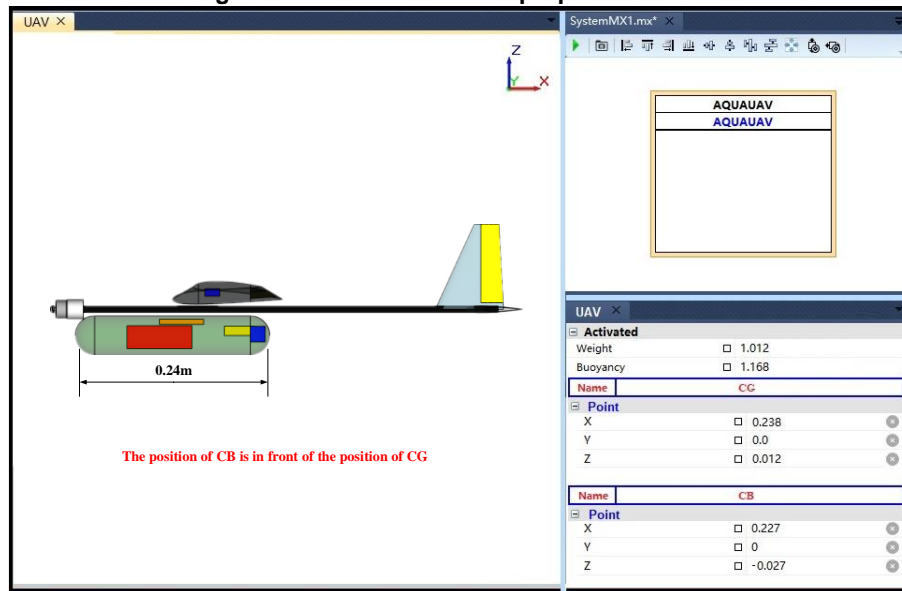 UAV ×
SystemMX1.mx* ×
Z
Y
X
AQUAUAV
AQUAUAV
0.24m
The position of CB is in front of the position of CG
UAV ×
Activated
Weight 1.012
Buoyancy 1.168
Name CG
Point
X 0.238
Y 0.0
Z 0.012
Name CB
Point
X 0.227
Y 0
Z -0.027